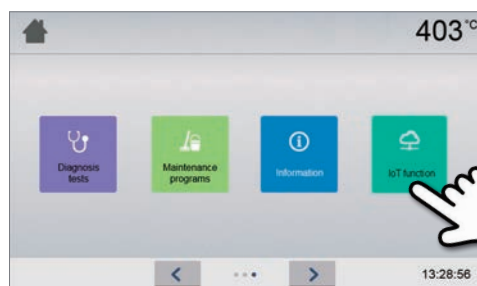 403°C
Diagnosis
tests
Maintenance
programs
Information
IoT function
13:28:56